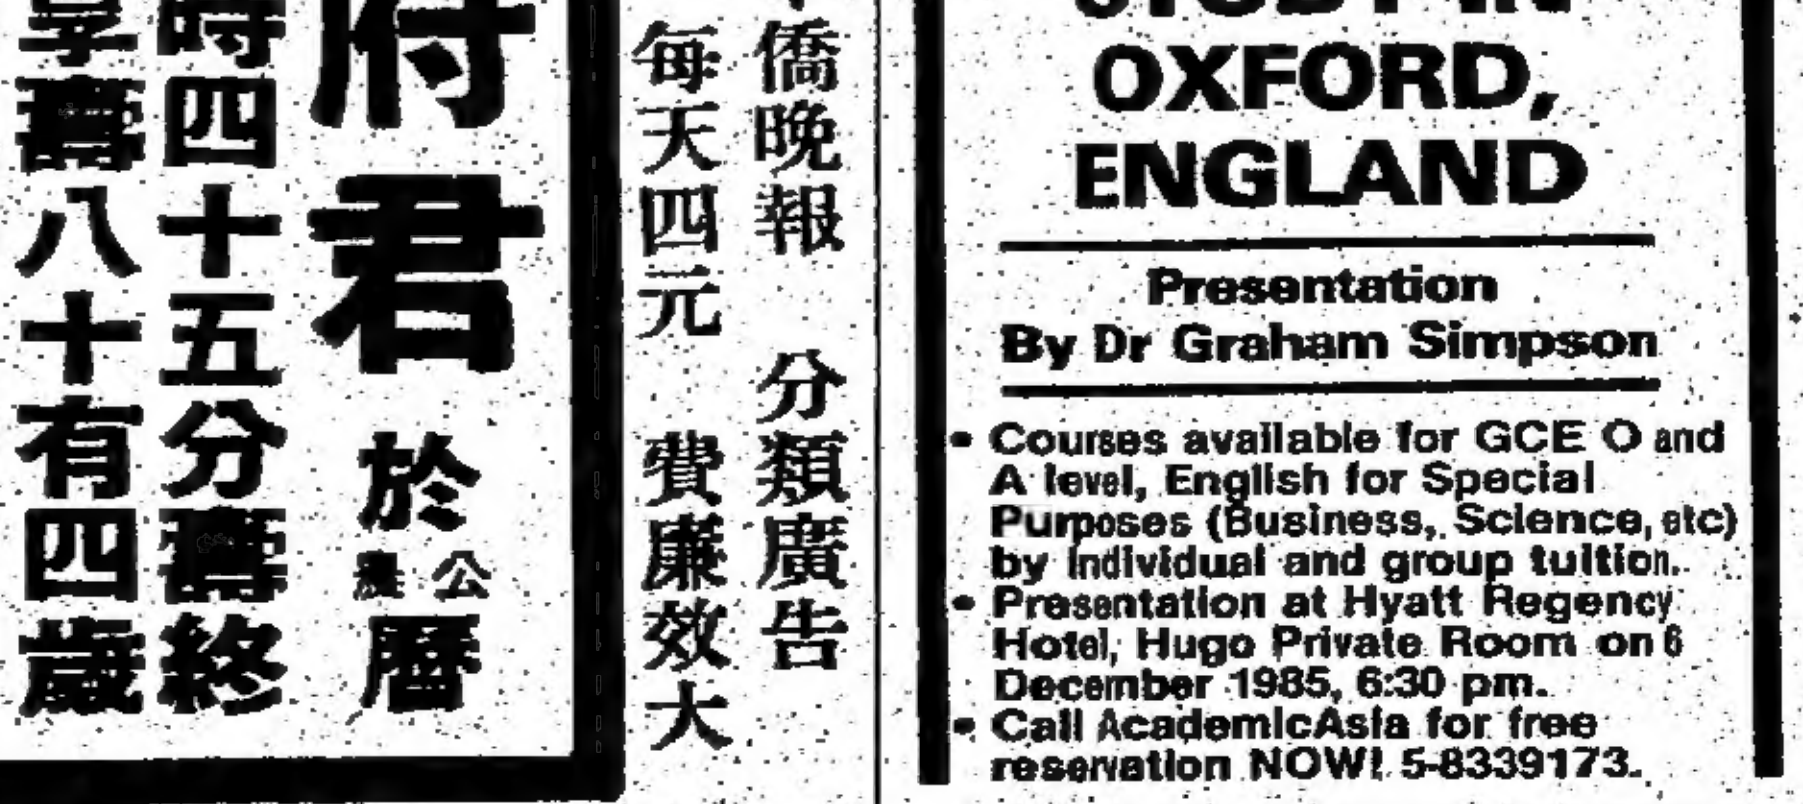 府君 於公農曆
時四十五分壽終
享壽八十有四歲
僑晚報 分類廣告
每天四元 費廉效大
STUDY IN
OXFORD,
ENGLAND
Presentation
By Dr Graham Simpson
• Courses available for GCE O and
A level, English for Special
Purposes (Business, Science, etc)
by individual and group tuition.
• Presentation at Hyatt Regency
Hotel, Hugo Private Room on 6
December 1985, 6:30 pm.
• Call AcademicAsia for free
reservation NOW! 5-8339173.